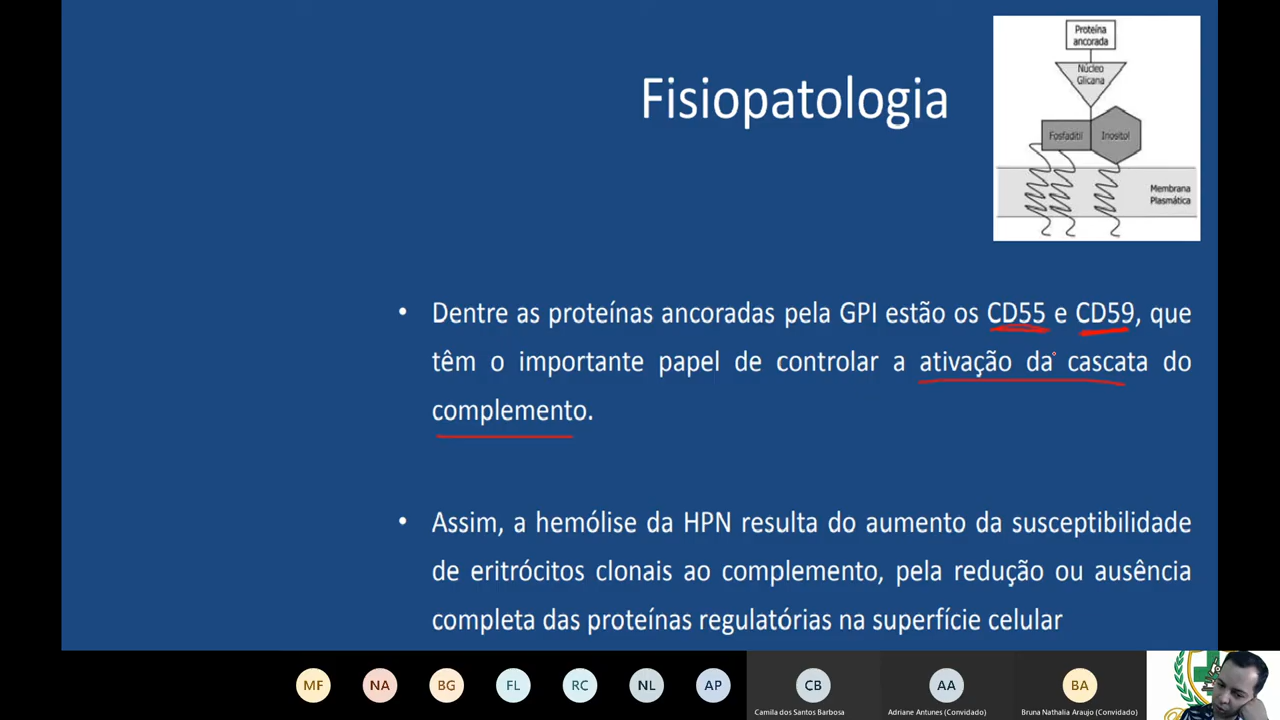 Proteína
ancorada
Núcleo
Glicana
Fosfaditil
Inositol
Membrana
Plasmática
Fisiopatologia
• Dentre as proteínas ancoradas pela GPI estão os CD55 e CD59, que
têm o importante papel de controlar a ativação da cascata do
complemento.
• Assim, a hemólise da HPN resulta do aumento da susceptibilidade
de eritrócitos clonais ao complemento, pela redução ou ausência
completa das proteínas regulatórias na superfície celular
MF NA BG FL RC NL AP CB AA BA
Camila dos Santos Barbosa
Adriane Antunes (Convidado)
Bruna Nathalia Araujo (Convidado)